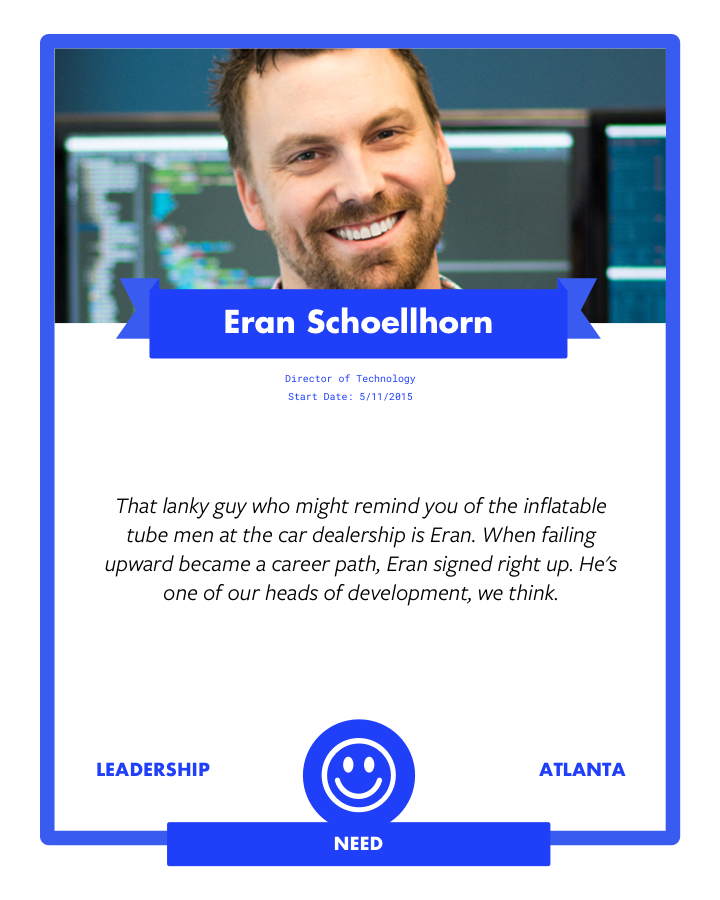 Eran Schoellhorn
Director of Technology
Start Date: 5/11/2015
That lanky guy who might remind you of the inflatable
tube men at the car dealership is Eran. When failing
upward became a career path, Eran signed right up. He's
one of our heads of development, we think.
LEADERSHIP
ATLANTA
NEED